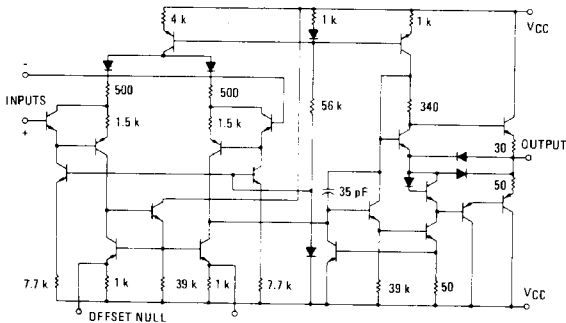 4 k
1 k
1 k
VCC
-
500
500
INPUTS
+
1.5 k
1.5 k
56 k
340
30
OUTPUT
35 pF
50
7.7 k
1 k
39 k
1 k
7.7 k
39 k
50
VCC
OFFSET NULL